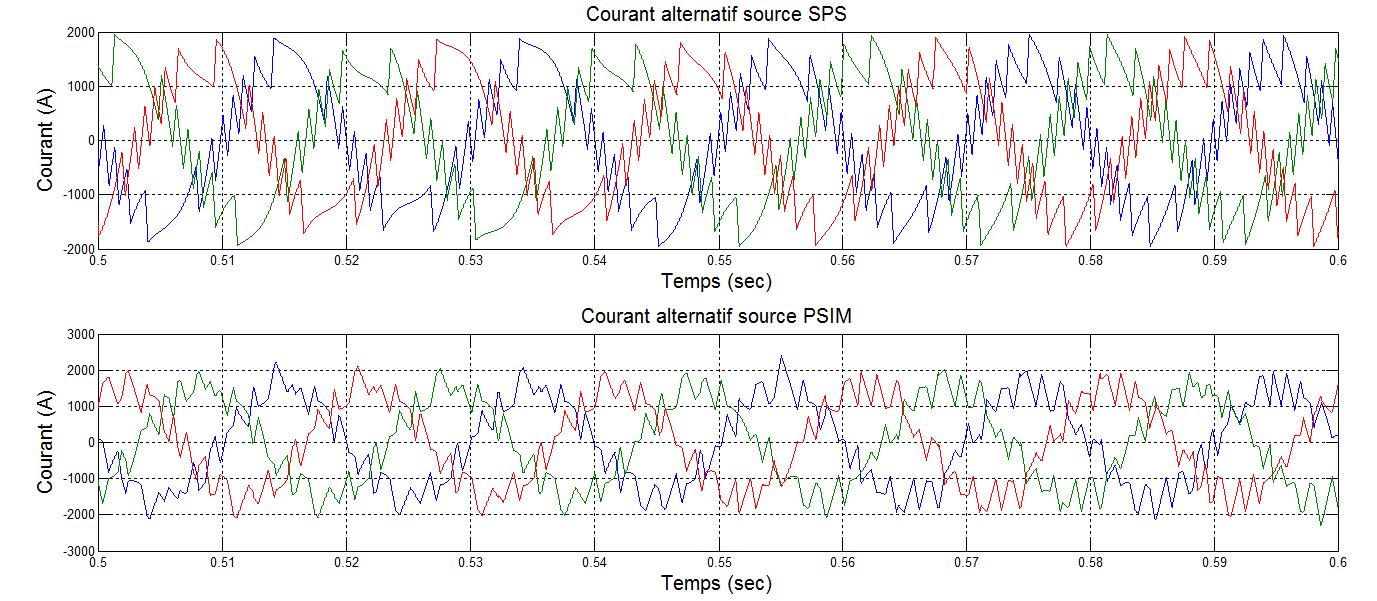 Courant alternatif source SPS
2000
1000
0
-1000
-2000
Courant (A)
0.5 0.51 0.52 0.53 0.54 0.55 0.56 0.57 0.58 0.59 0.6
Temps (sec)
Courant alternatif source PSIM
3000
2000
1000
0
-1000
-2000
-3000
Courant (A)
0.5 0.51 0.52 0.53 0.54 0.55 0.56 0.57 0.58 0.59 0.6
Temps (sec)